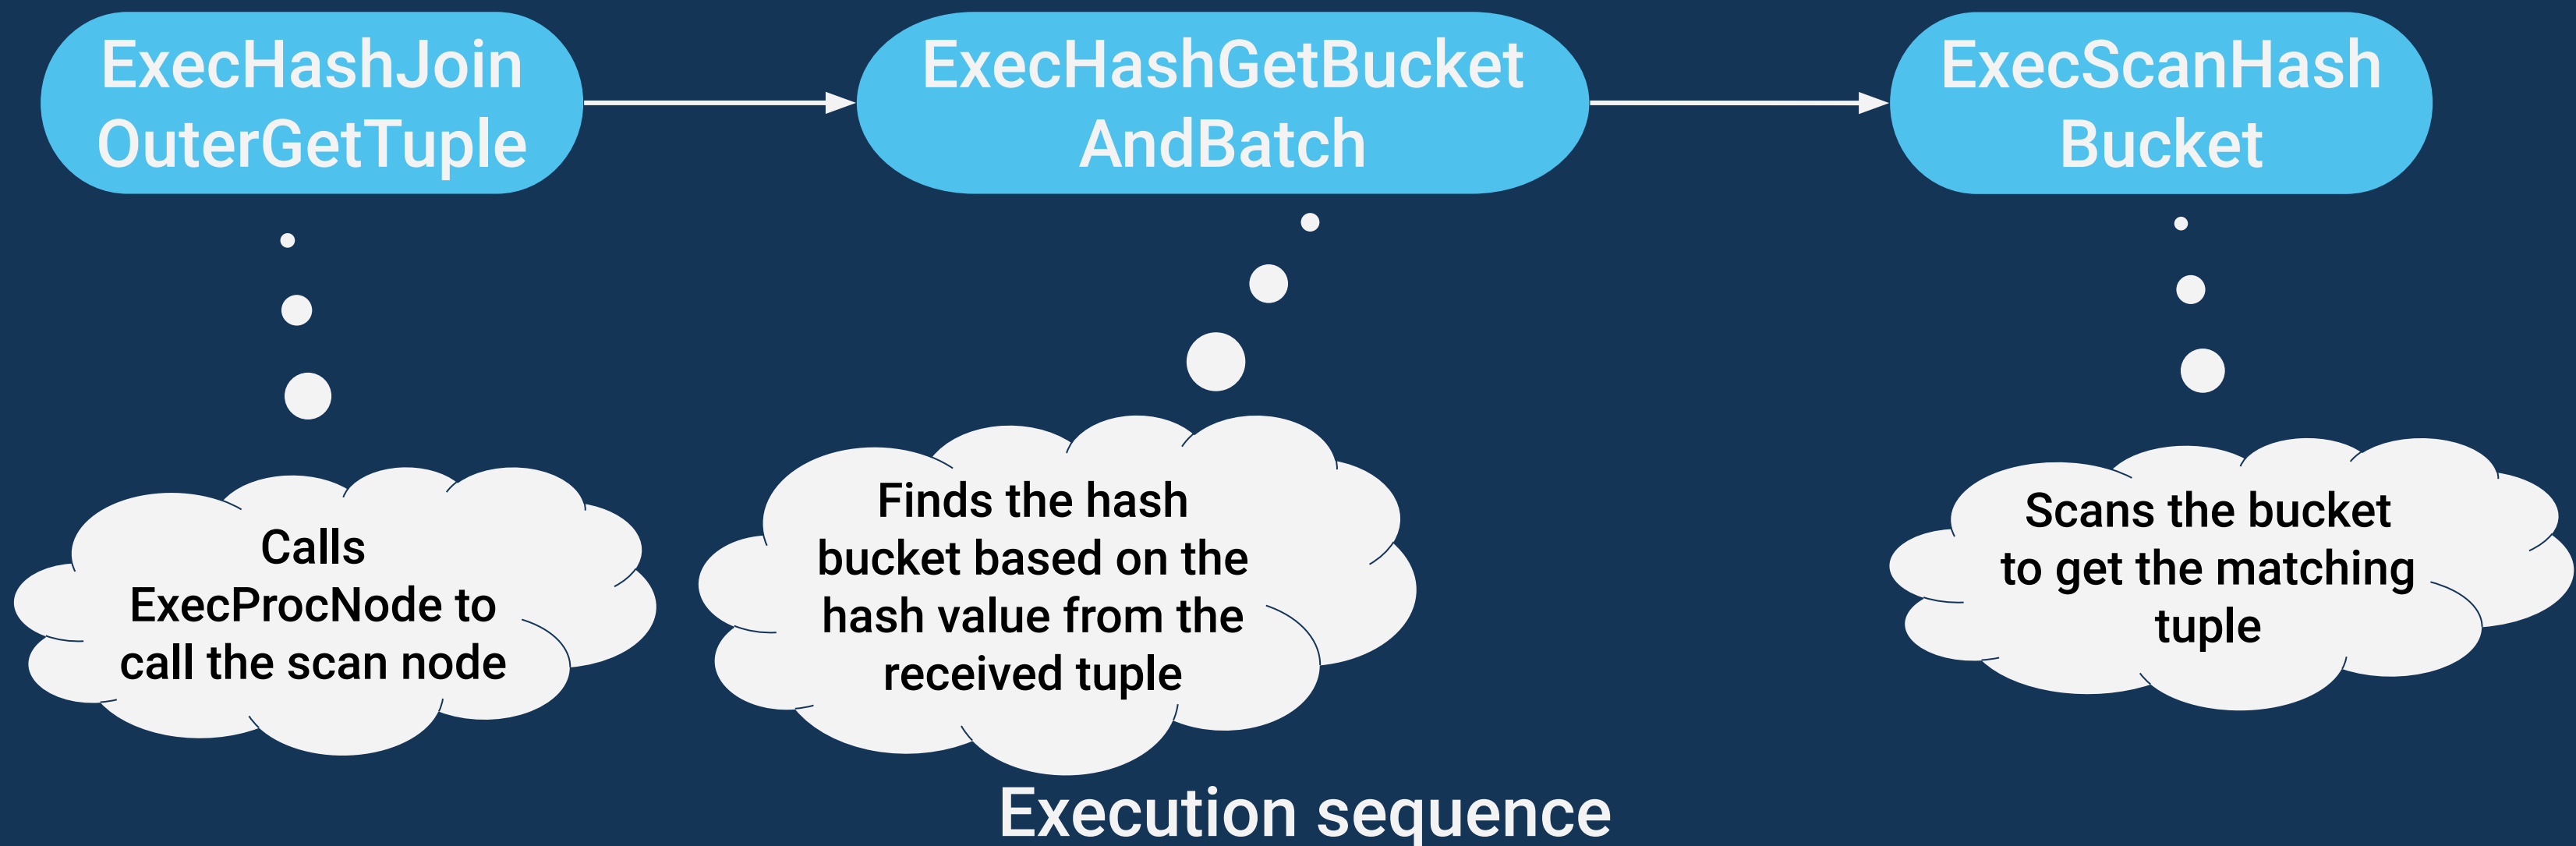 ExecHashJoin
OuterGetTuple
ExecHashGetBucket
AndBatch
ExecScanHash
Bucket
Calls
ExecProcNode to
call the scan node
Finds the hash
bucket based on the
hash value from the
received tuple
Scans the bucket
to get the matching
tuple
Execution sequence